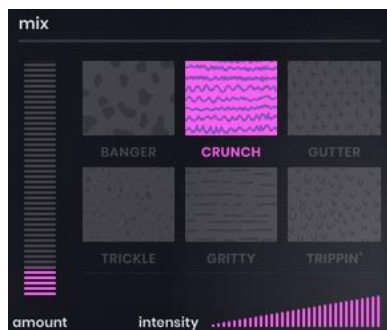 mix
BANGER CRUNCH GUTTER
TRICKLE GRITTY TRIPPIN'
amount intensity